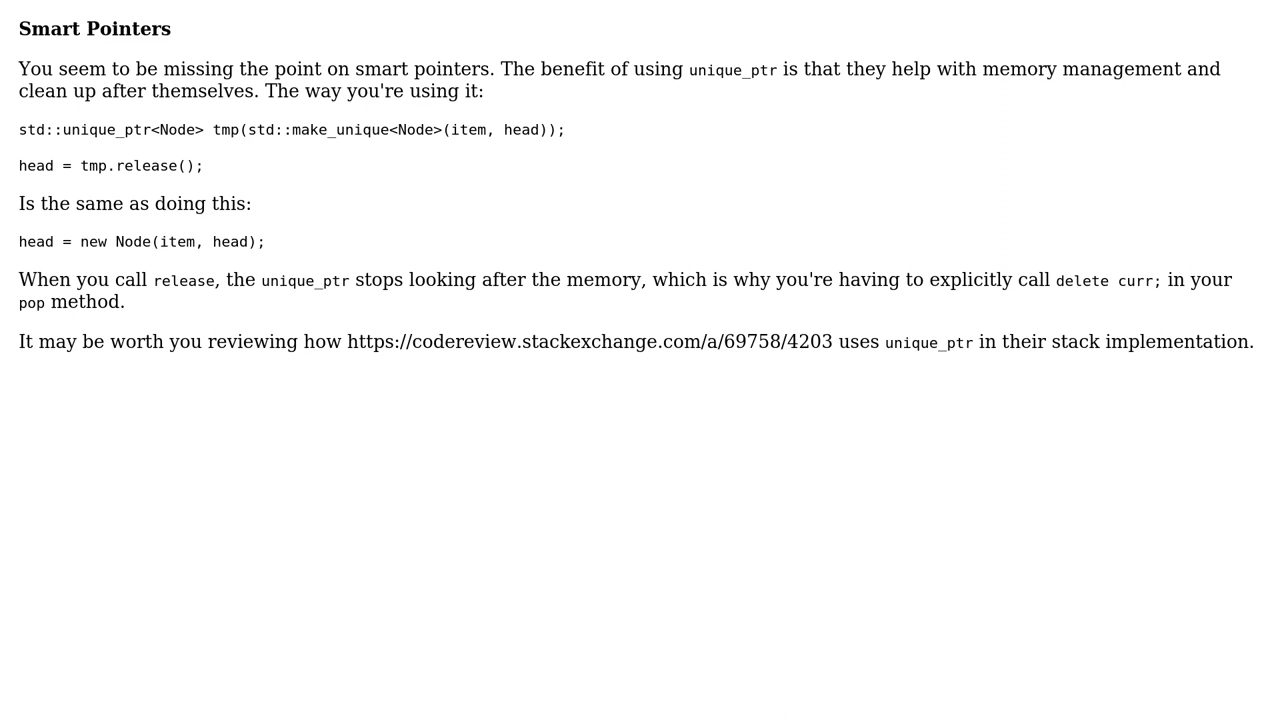 Smart Pointers
You seem to be missing the point on smart pointers. The benefit of using unique_ptr is that they help with memory management and
clean up after themselves. The way you're using it:
std::unique_ptr<Node> tmp(std::make_unique<Node>(item, head));
head = tmp.release();
Is the same as doing this:
head = new Node(item, head);
When you call release, the unique_ptr stops looking after the memory, which is why you're having to explicitly call delete curr; in your
pop method.
It may be worth you reviewing how https://codereview.stackexchange.com/a/69758/4203 uses unique_ptr in their stack implementation.